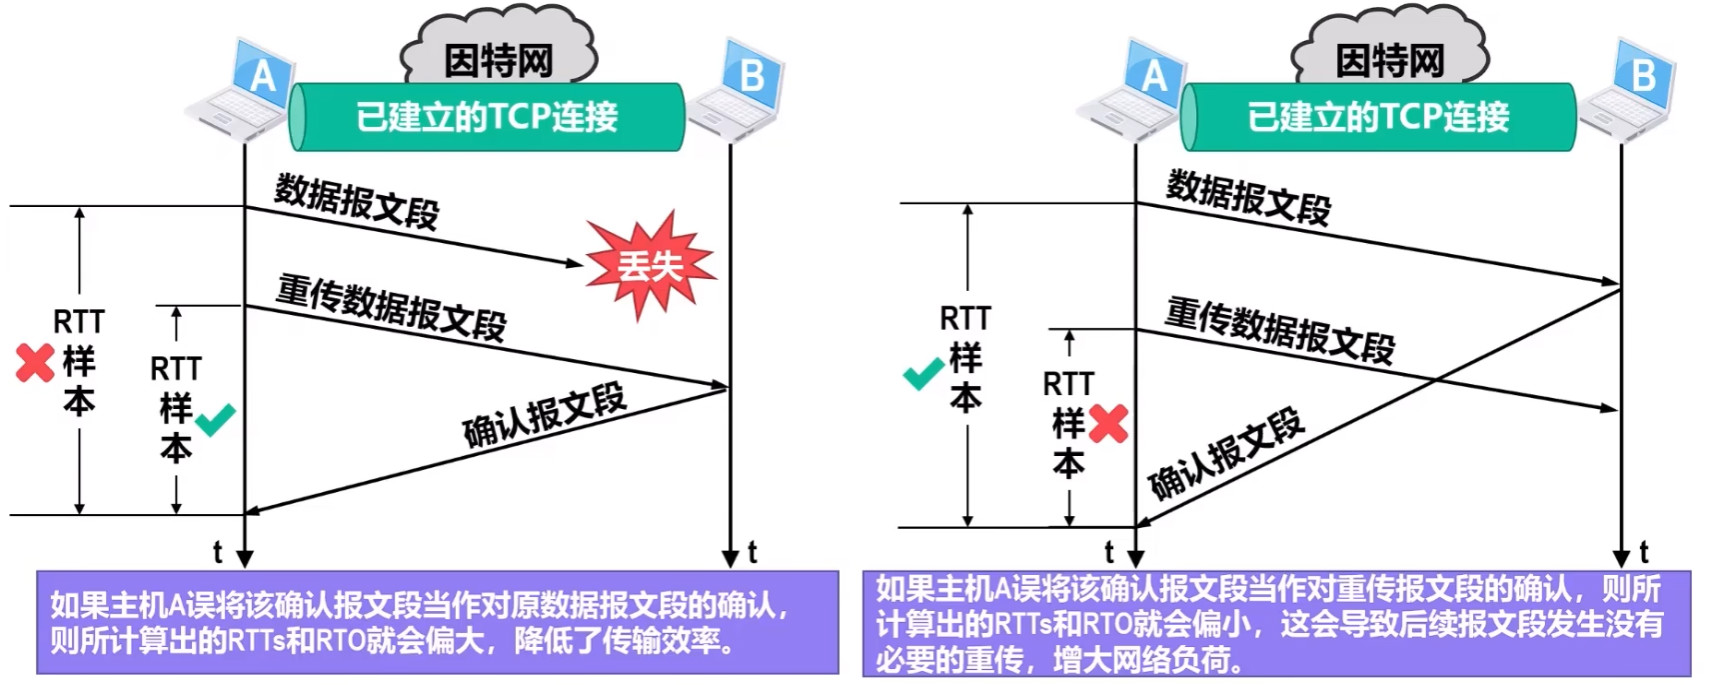 因特网
A
B
已建立的TCP连接
数据报文段
丢失
重传数据报文段
RTT
样
本
RTT
样
本
确认报文段
t
t
如果主机A误将该确认报文段当作对原数据报文段的确认，
则所计算出的RTTs和RTO就会偏大，降低了传输效率。
因特网
A
B
已建立的TCP连接
数据报文段
重传数据报文段
RTT
样
本
RTT
样
本
确认报文段
t
t
如果主机A误将该确认报文段当作对重传报文段的确认，则所
计算出的RTTs和RTO就会偏小，这会导致后续报文段发生没有
必要的重传，增大网络负荷。